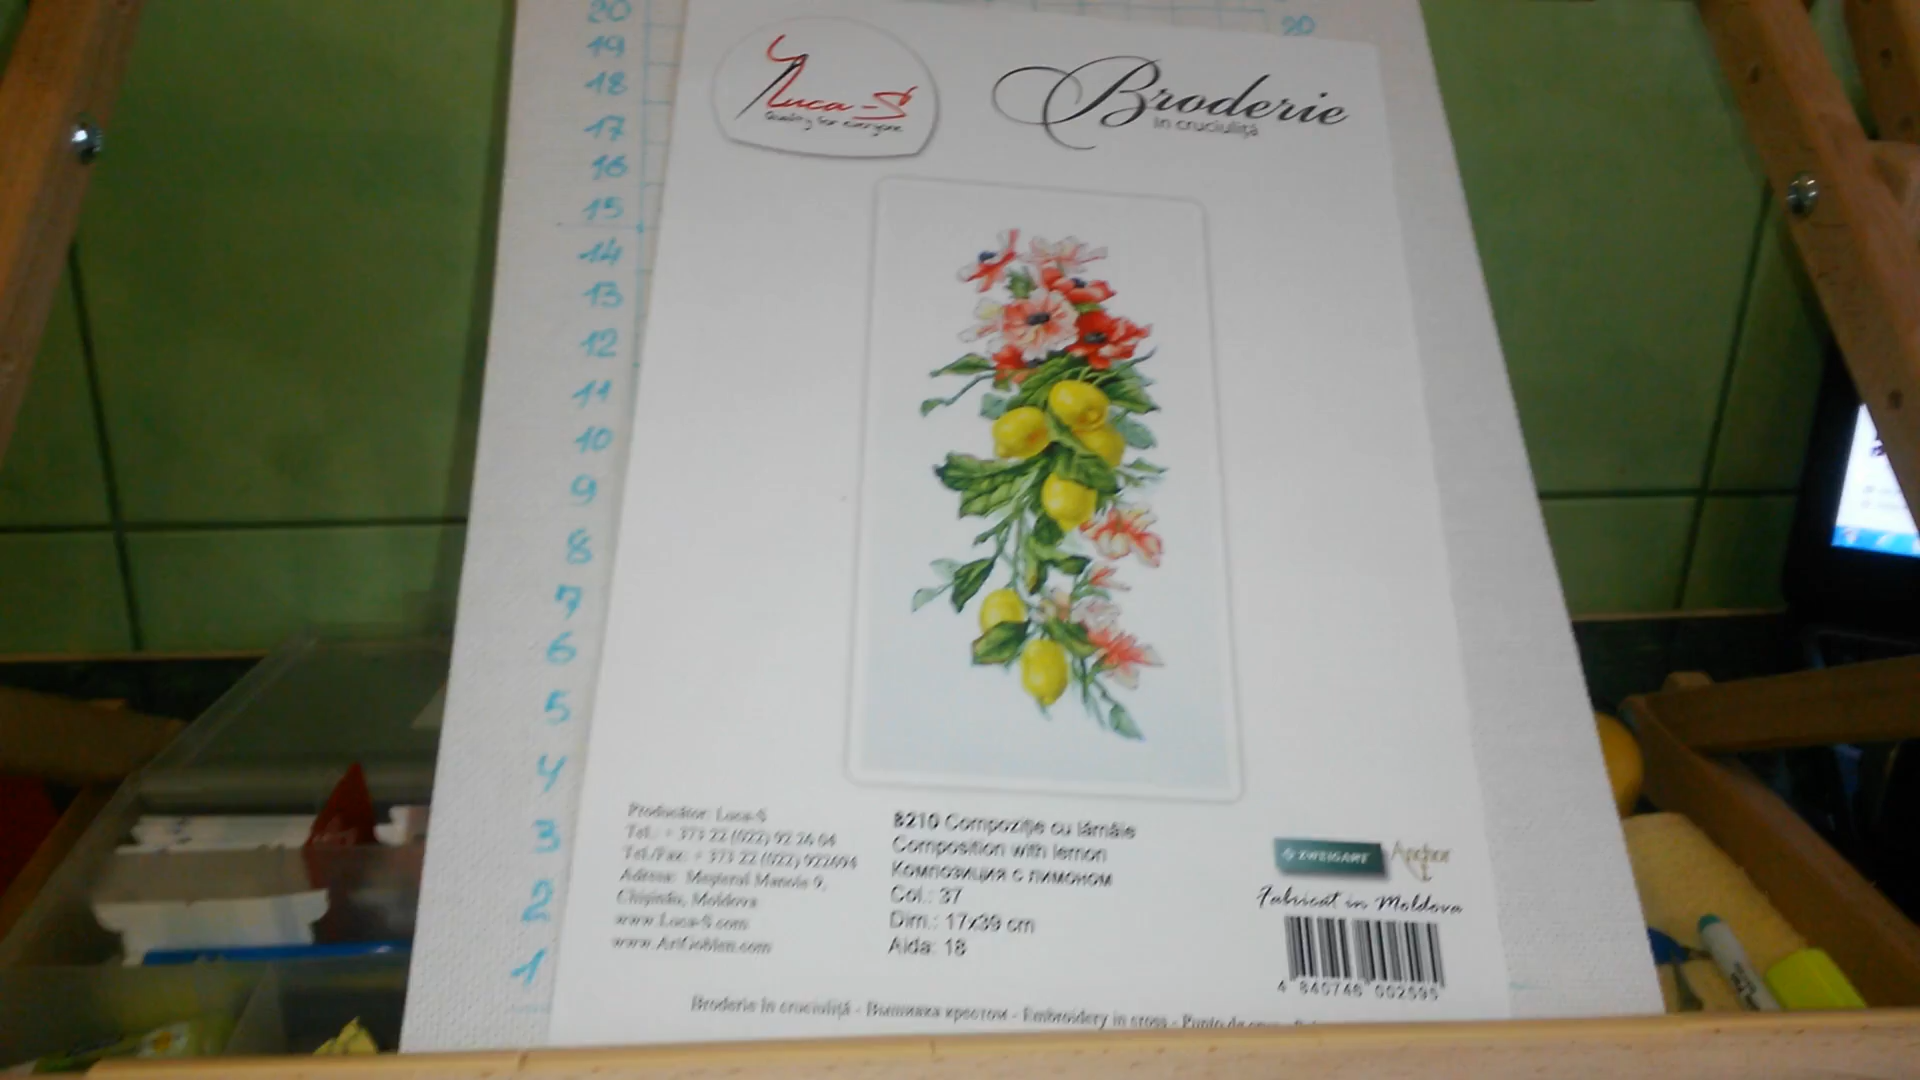 20
19
18
17
16
15
14
13
12
11
10
9
8
7
6
5
4
3
2
1
20
Luca-S
Quality for everyone
Broderie
în cruciuliță
Producător: Luca-S
Tel.: + 373 22 (022) 92 26 04
Tel./Fax: + 373 22 (022) 922604
Adresa: Meșterul Manole 9,
Chișinău, Moldova
www.Luca-S.com
www.ArtGoblen.com
8210 Compoziție cu lămâie
Composition with lemon
Композиция с лимоном
Col.: 37
Dim.: 17x39 cm
Aida: 18
ZWEIGART
Anchor
Fabricat in Moldova
4 840748 002595
Broderie în cruciuliță - Вышивка крестом - Embroidery in cross - Punto de